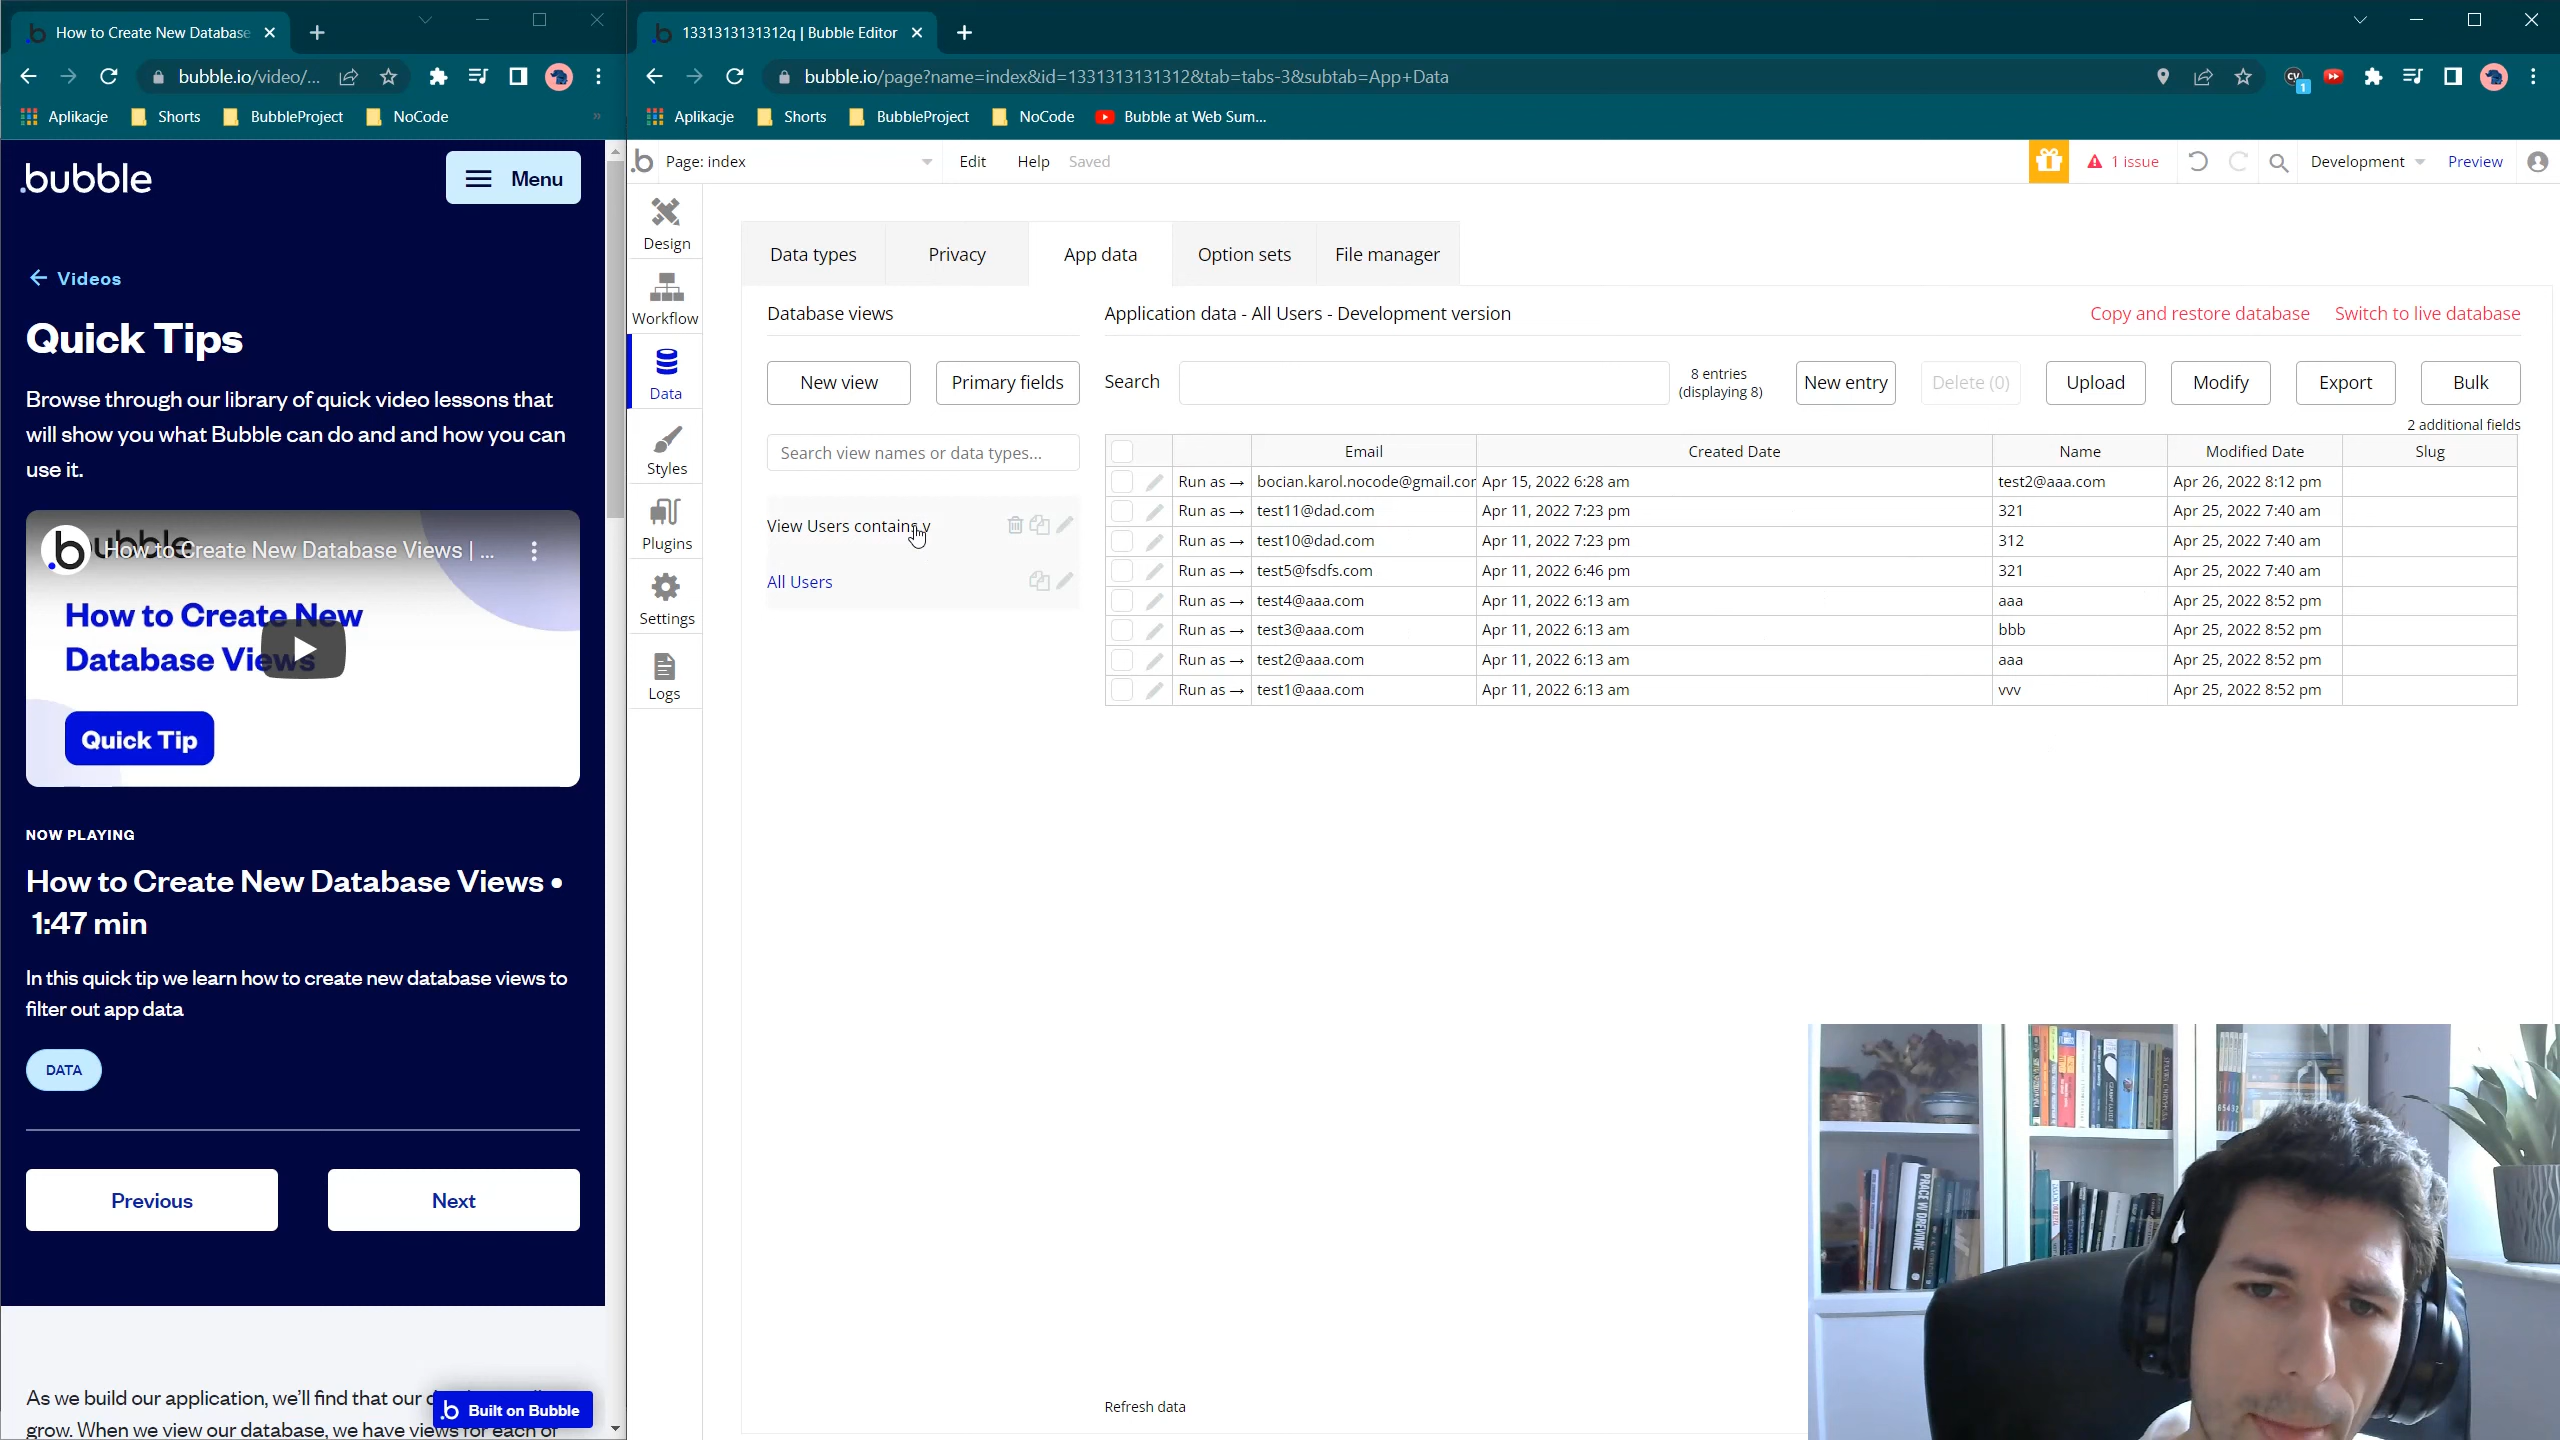 How to Create New Database
bubble.io/video/...
Aplikacje
Shorts
BubbleProject
NoCode
»
.bubble
Menu
← Videos
Quick Tips
Browse through our library of quick video lessons that
will show you what Bubble can do and and how you can
use it.
How to Create New Database Views | ...
How to Create New
Database Views
Quick Tip
NOW PLAYING
How to Create New Database Views •
1:47 min
In this quick tip we learn how to create new database views to
filter out app data
DATA
Previous
Next
As we build our application, we'll find that our
grow. When we view our database, we have views for each of
Built on Bubble
1331313131312q | Bubble Editor
bubble.io/page?name=index&id=1331313131312&tab=tabs-3&subtab=App+Data
1
Aplikacje
Shorts
BubbleProject
NoCode
Bubble at Web Sum...
Page: index
Edit
Help
Saved
1 issue
Development
Preview
Design
Workflow
Data
Styles
Plugins
Settings
Logs
Data types
Privacy
App data
Option sets
File manager
Database views
New view
Primary fields
Search view names or data types...
View Users contains v
All Users
Application data - All Users - Development version
Copy and restore database
Switch to live database
Search
8 entries
(displaying 8)
New entry
Delete (0)
Upload
Modify
Export
Bulk
2 additional fields
Email Created Date Name Modified Date Slug
Run as → bocian.karol.nocode@gmail.cor Apr 15, 2022 6:28 am test2@aaa.com Apr 26, 2022 8:12 pm
Run as → test11@dad.com Apr 11, 2022 7:23 pm 321 Apr 25, 2022 7:40 am
Run as → test10@dad.com Apr 11, 2022 7:23 pm 312 Apr 25, 2022 7:40 am
Run as → test5@fsdfs.com Apr 11, 2022 6:46 pm 321 Apr 25, 2022 7:40 am
Run as → test4@aaa.com Apr 11, 2022 6:13 am aaa Apr 25, 2022 8:52 pm
Run as → test3@aaa.com Apr 11, 2022 6:13 am bbb Apr 25, 2022 8:52 pm
Run as → test2@aaa.com Apr 11, 2022 6:13 am aaa Apr 25, 2022 8:52 pm
Run as → test1@aaa.com Apr 11, 2022 6:13 am vvv Apr 25, 2022 8:52 pm
Refresh data
PRACE W DREWNIE